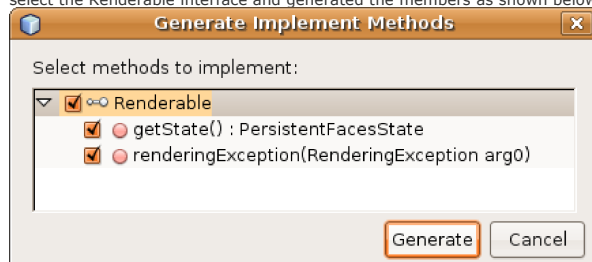 select the Renderable interface and generated the members as shown below
Generate Implement Methods
Select methods to implement:
Renderable
getState() : PersistentFacesState
renderingException(RenderingException arg0)
Generate Cancel